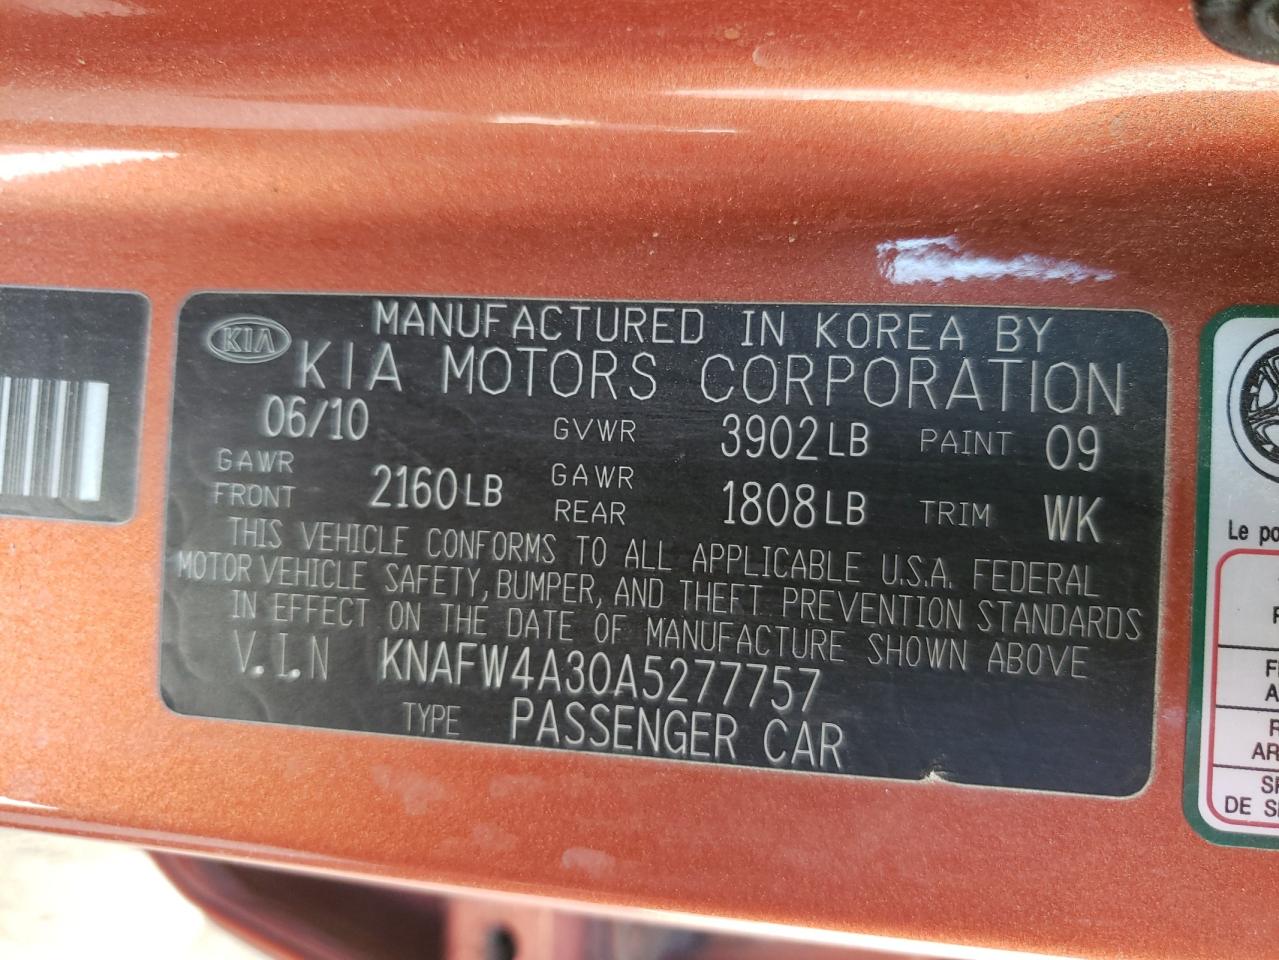 KIA
MANUFACTURED IN KOREA BY
KIA MOTORS CORPORATION
06/10 GVWR 3902LB PAINT 09
GAWR FRONT 2160LB GAWR REAR 1808LB TRIM WK
THIS VEHICLE CONFORMS TO ALL APPLICABLE U.S.A. FEDERAL
MOTOR VEHICLE SAFETY, BUMPER, AND THEFT PREVENTION STANDARDS
IN EFFECT ON THE DATE OF MANUFACTURE SHOWN ABOVE
V.I.N KNAFW4A30A5277757
TYPE PASSENGER CAR
Le
DE